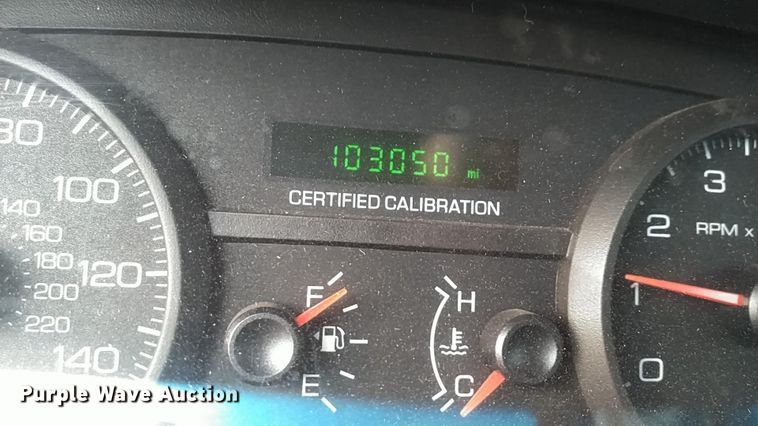 80
100
120
140
140
160
180
200
220
103050 mi
CERTIFIED CALIBRATION
F
E
H
C
3
2
RPM x
1
0
Purple Wave Auction